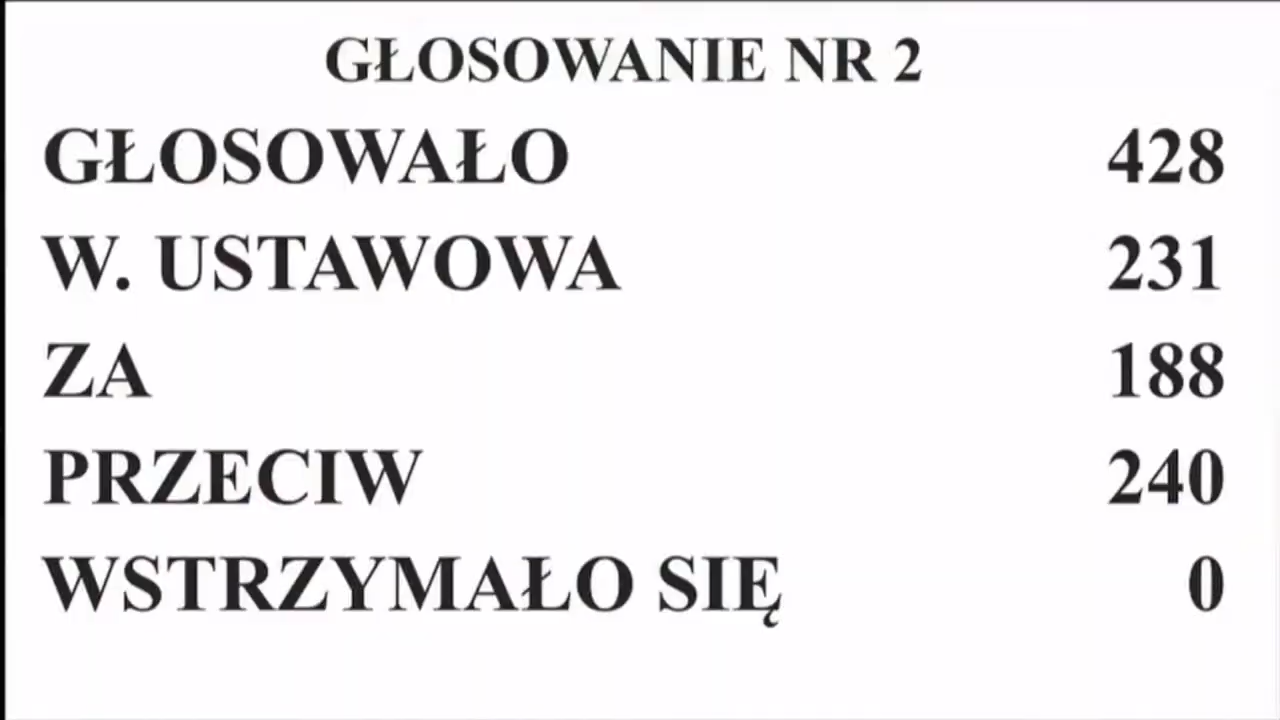 GŁOSOWANIE NR 2
GŁOSOWAŁO 428
W. USTAWOWA 231
ZA 188
PRZECIW 240
WSTRZYMAŁO SIĘ 0